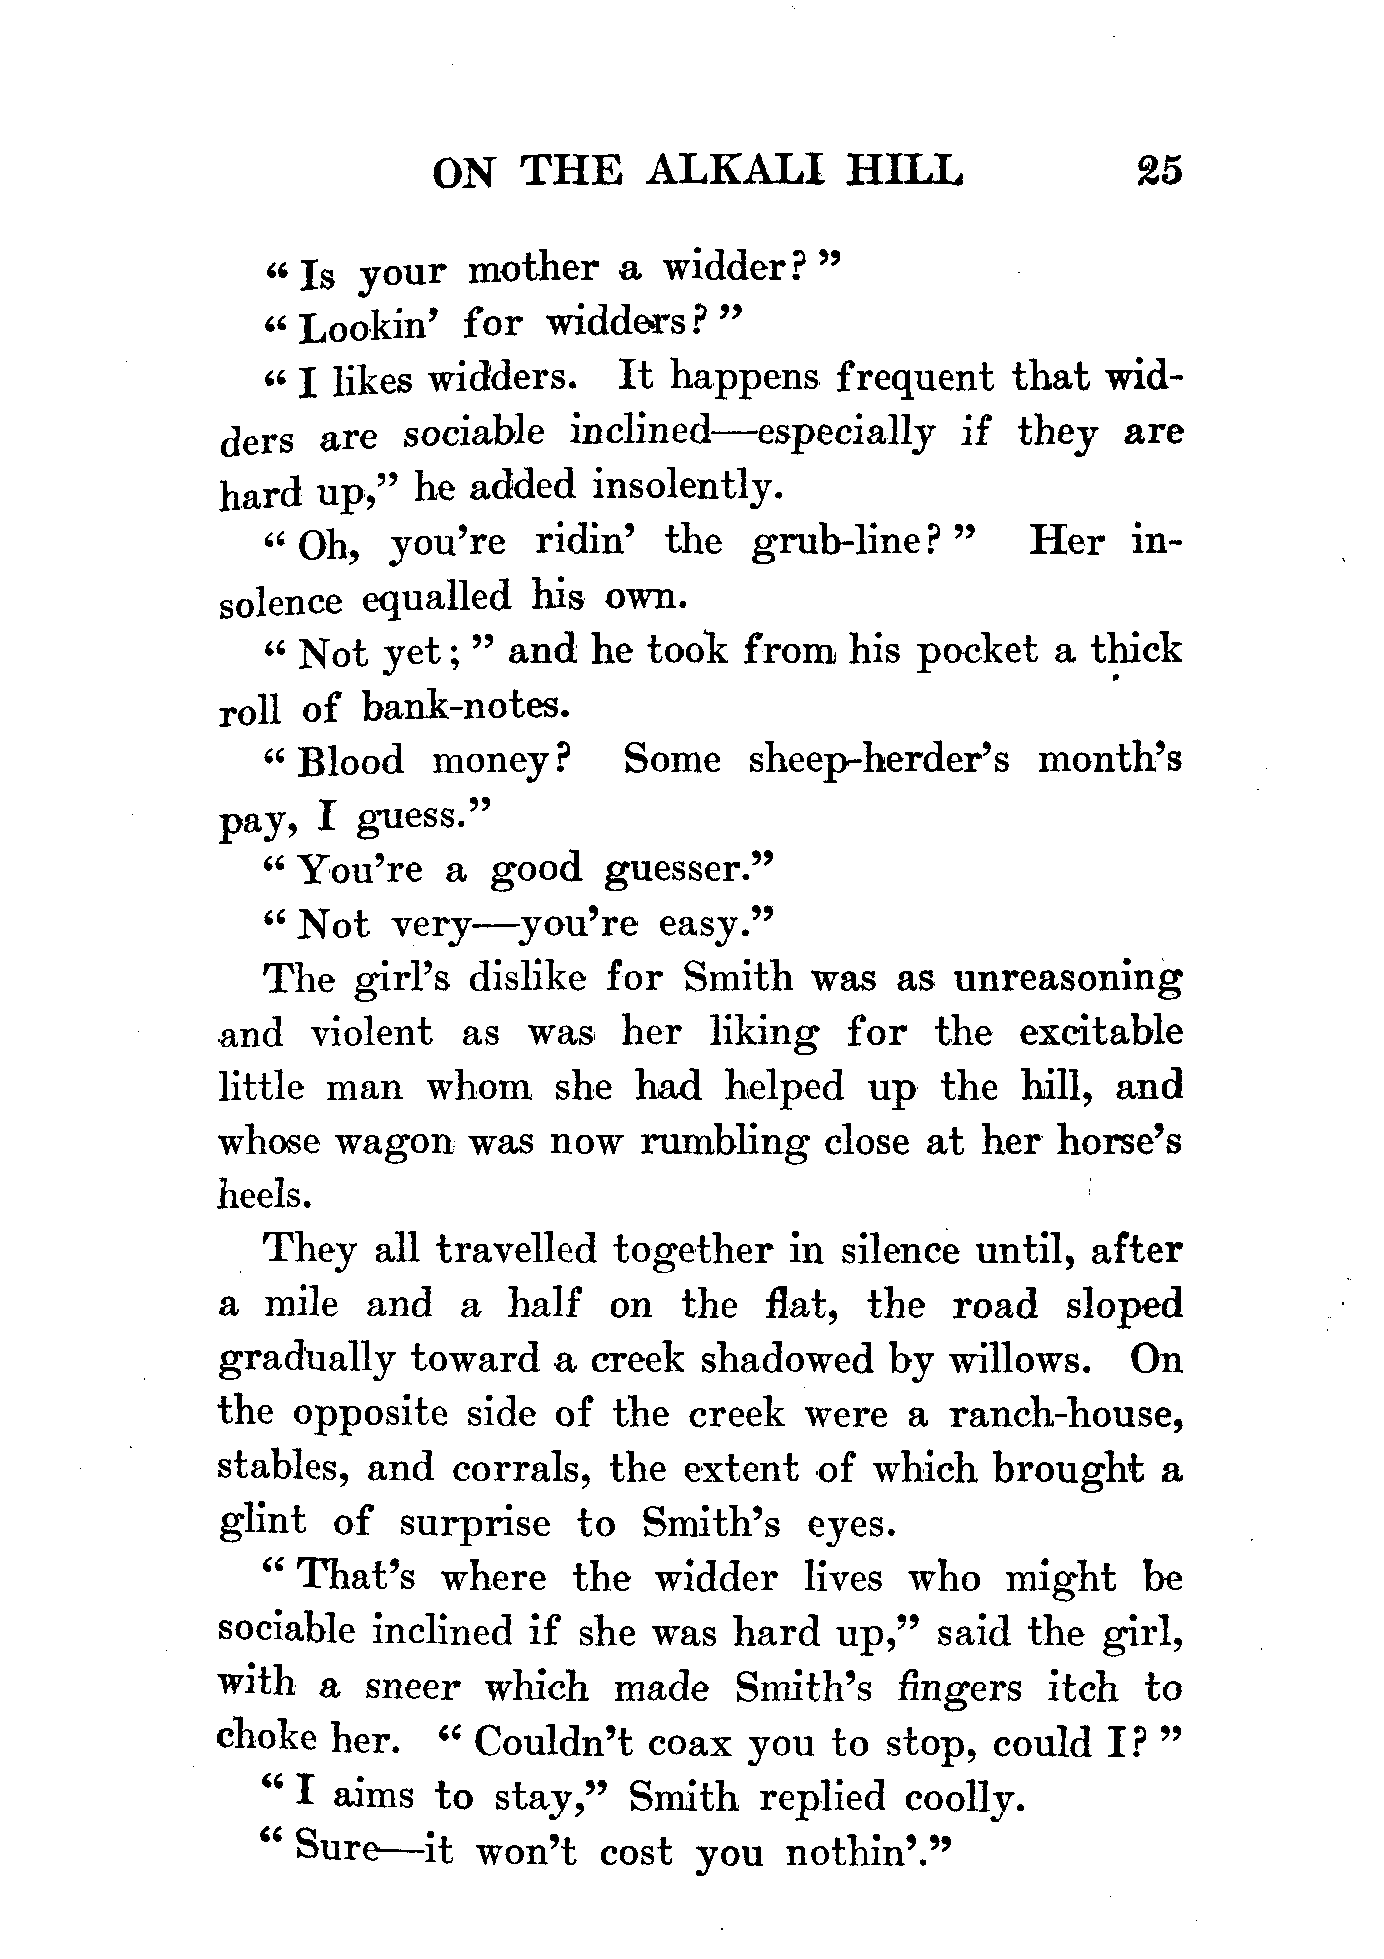 ON THE ALKALI HILL 25
" Is your mother a widder? "
" Lookin' for widders? "
" I likes widders. It happens frequent that wid-
ders are sociable inclined—especially if they are
hard up," he added insolently.
" Oh, you're ridin' the grub-line? " Her in-
solence equalled his own.
" Not yet; " and he took from his pocket a thick
roll of bank-notes.
" Blood money? Some sheep-herder's month's
pay, I guess."
" You're a good guesser."
" Not very—you're easy."
The girl's dislike for Smith was as unreasoning
and violent as was her liking for the excitable
little man whom she had helped up the hill, and
whose wagon was now rumbling close at her horse's
heels.
They all travelled together in silence until, after
a mile and a half on the flat, the road sloped
gradually toward a creek shadowed by willows. On
the opposite side of the creek were a ranch-house,
stables, and corrals, the extent of which brought a
glint of surprise to Smith's eyes.
" That's where the widder lives who might be
sociable inclined if she was hard up," said the girl,
with a sneer which made Smith's fingers itch to
choke her. " Couldn't coax you to stop, could I? "
" I aims to stay," Smith replied coolly.
" Sure—it won't cost you nothin'."